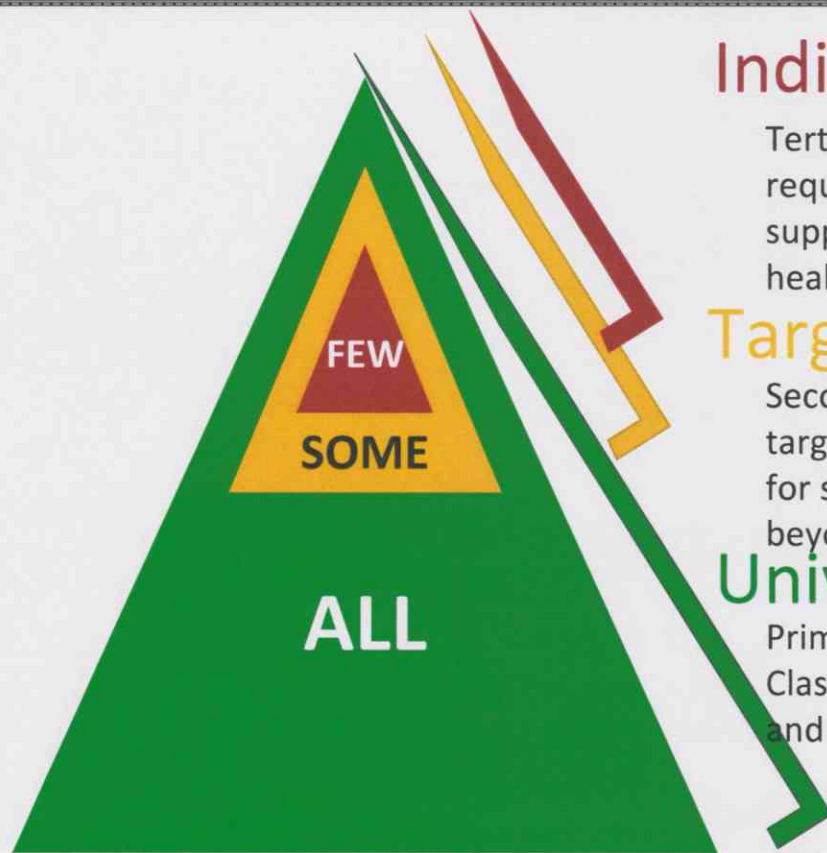 FEW
SOME
ALL
Indi
Tert
requ
supp
heal
Targ
Seco
targ
for s
beyo
Univ
Prim
Clas
and